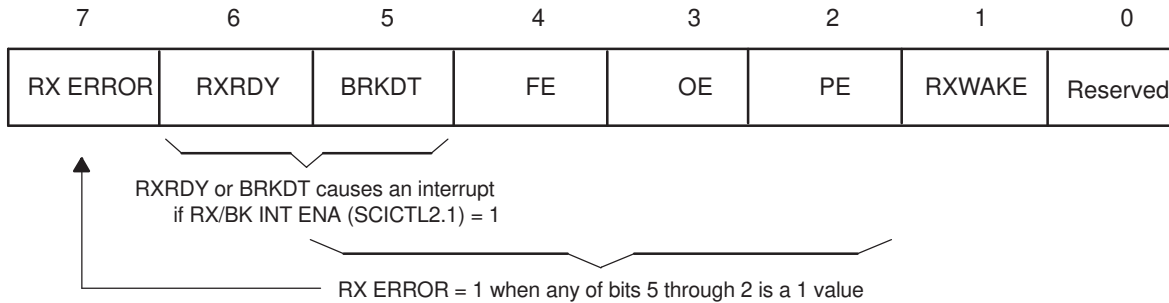 7 6 5 4 3 2 1 0
RX ERROR RXRDY BRKDT FE OE PE RXWAKE Reserved
RXRDY or BRKDT causes an interrupt
if RX/BK INT ENA (SCICTL2.1) = 1
RX ERROR = 1 when any of bits 5 through 2 is a 1 value